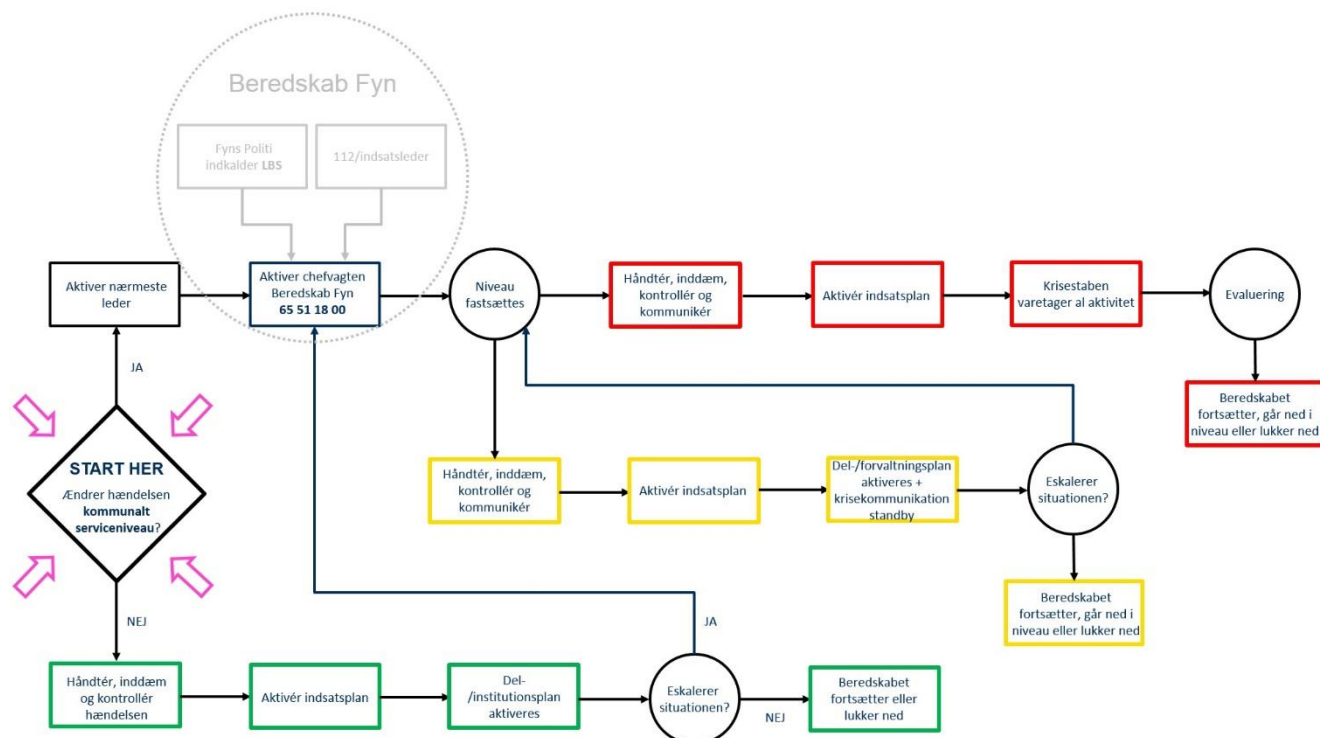 Beredskab Fyn
Fyns Politi
indkalder LBS
112/indsatsleder
Aktiver nærmeste
leder
Aktiver chefvagten
Beredskab Fyn
65 51 18 00
Niveau
fastsættes
Håndtér, inddæm,
kontrollér og
kommunikér
Aktivér indsatsplan
Krisestaben
varetager al aktivitet
Evaluering
Beredskabet
fortsætter, går ned i
niveau eller lukker ned
JA
START HER
Ændrer hændelsen
kommunalt
serviceniveau?
NEJ
Håndtér, inddæm,
kontrollér og
kommunikér
Aktivér indsatsplan
Del-/forvaltningsplan
aktiveres +
krisekommunikation
standby
Eskalerer
situationen?
Beredskabet
fortsætter, går ned i
niveau eller lukker ned
JA
Håndtér, inddæm
og kontrollér
hændelsen
Aktivér indsatsplan
Del-
/institutionsplan
aktiveres
Eskalerer
situationen?
NEJ
Beredskabet
fortsætter eller
lukker ned